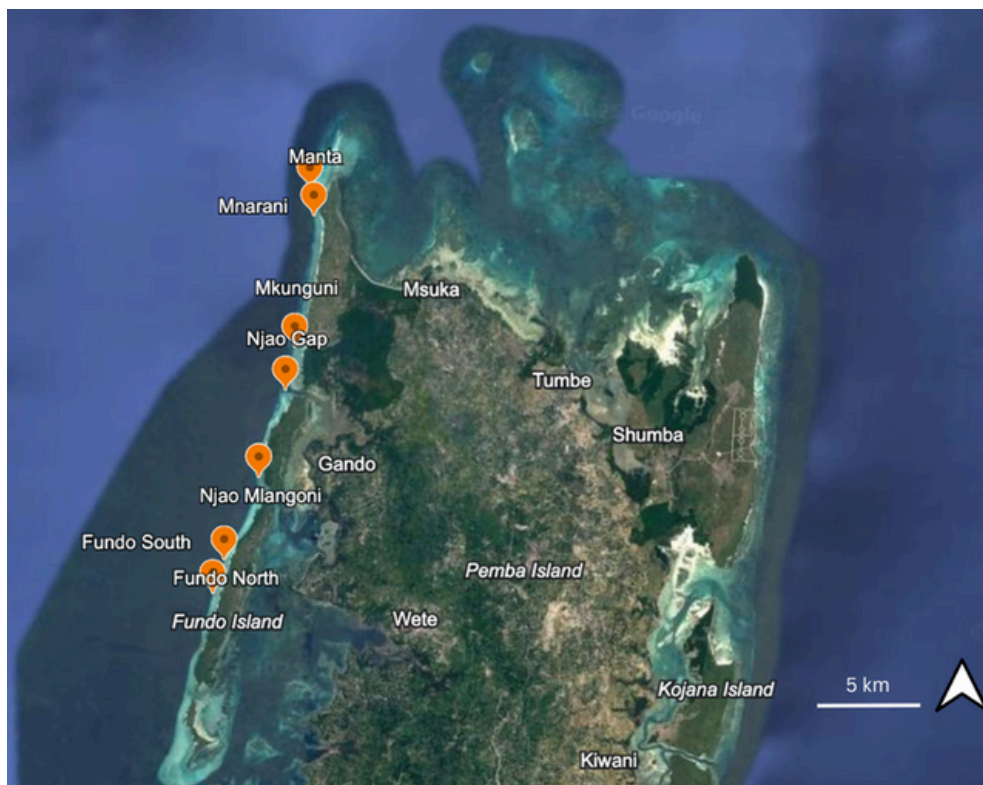 Google
Manta
Mnarani
Mkunguni
Msuka
Njao Gap
Tumbe
Shumba
Gando
Njao Mlangoni
Fundo South
Pemba Island
Fundo North
Fundo Island
Wete
Kojana Island
5 km
Kiwani